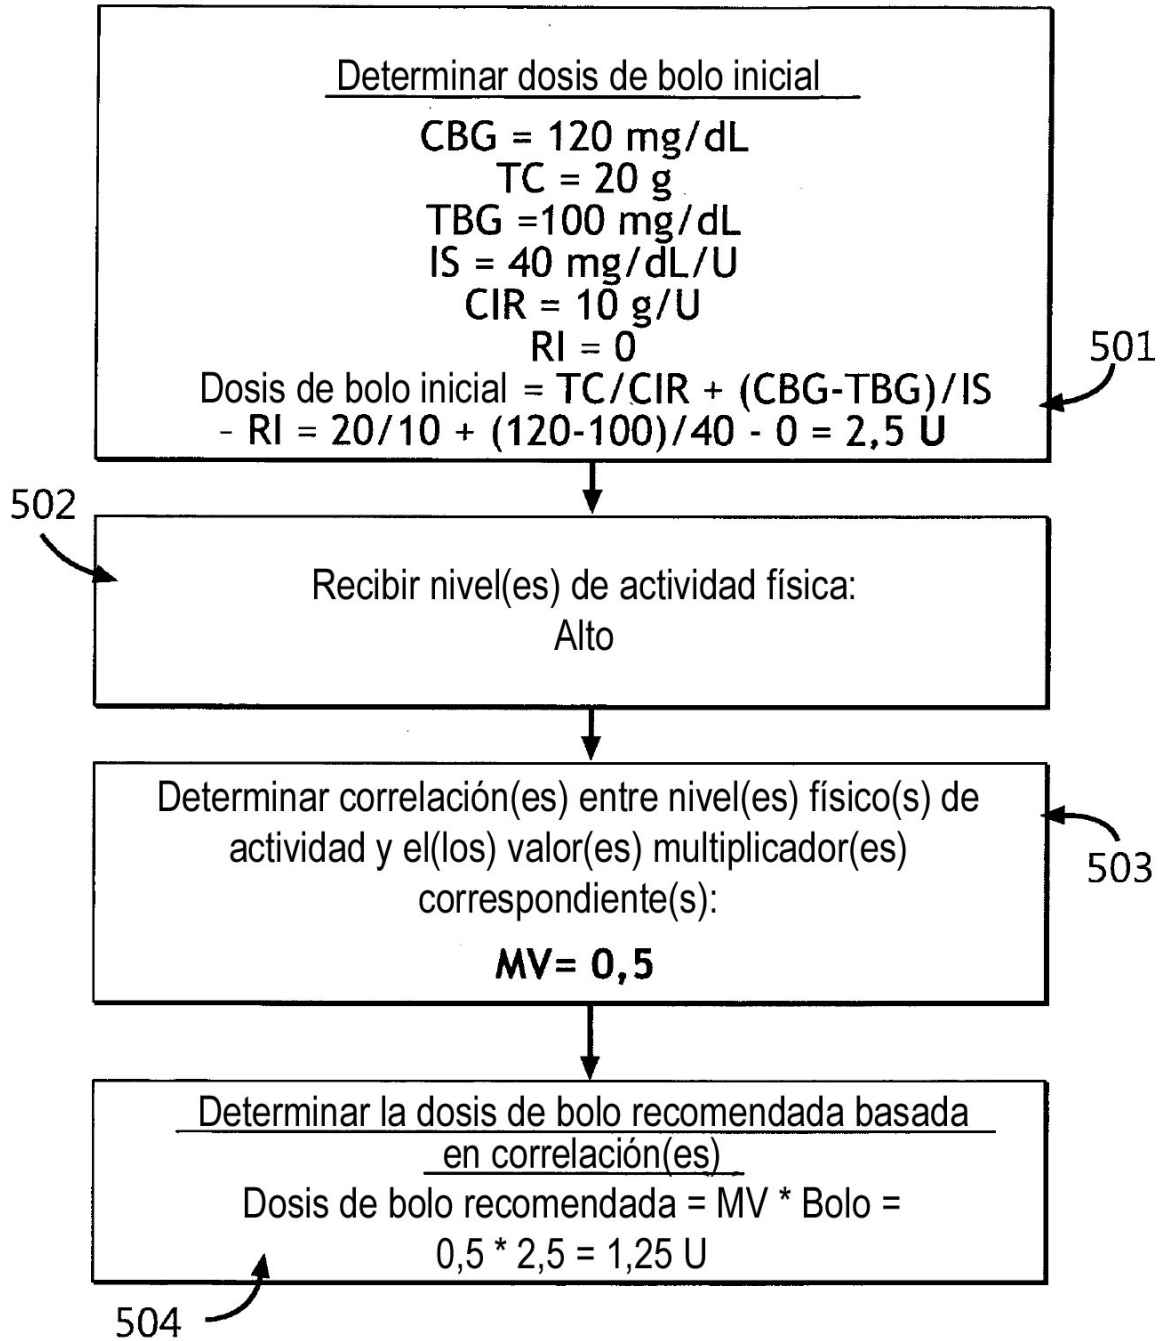 Determinar dosis de bolo inicial
CBG = 120 mg/dL
TC = 20 g
TBG =100 mg/dL
IS = 40 mg/dL/U
CIR = 10 g/U
RI = 0
Dosis de bolo inicial = TC/CIR + (CBG-TBG)/IS
- RI = 20/10 + (120-100)/40 - 0 = 2,5 U
501
502
Recibir nivel(es) de actividad física:
Alto
Determinar correlación(es) entre nivel(es) físico(s) de
actividad y el(los) valor(es) multiplicador(es)
correspondiente(s):
MV= 0,5
503
Determinar la dosis de bolo recomendada basada
en correlación(es)
Dosis de bolo recomendada = MV * Bolo =
0,5 * 2,5 = 1,25 U
504